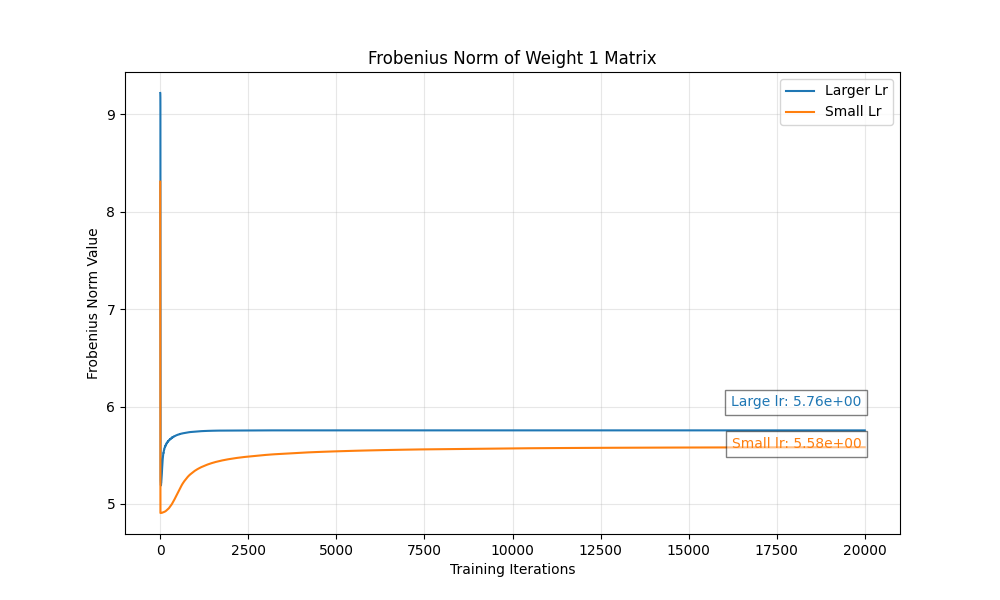 Frobenius Norm of Weight 1 Matrix
Larger Lr
Small Lr
9
8
7
6
5
Frobenius Norm Value
Large lr: 5.76e+00
Small lr: 5.58e+00
0 2500 5000 7500 10000 12500 15000 17500 20000
Training Iterations